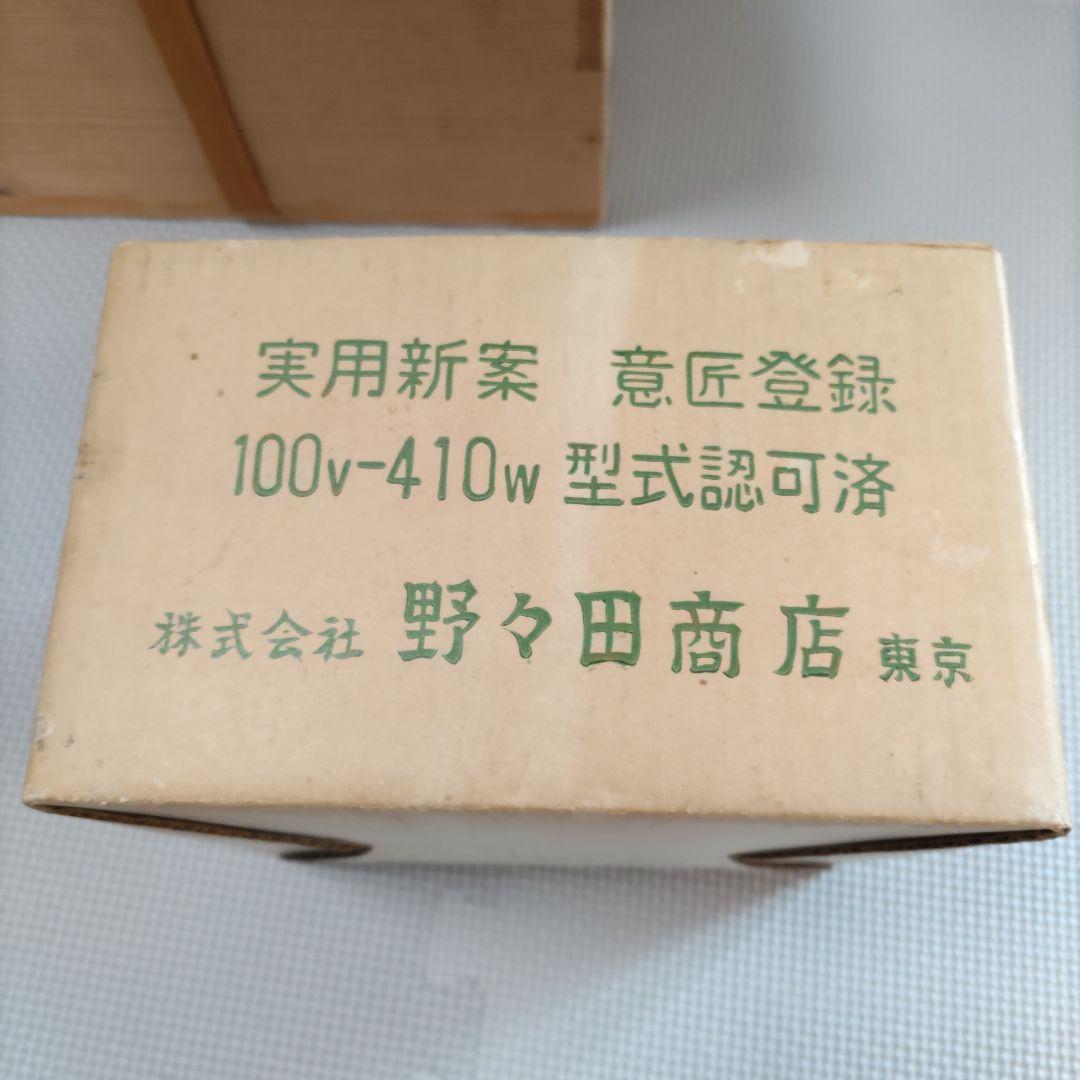 実用新案 意匠登録
100v-410w 型式認可済
株式会社 野々田商店 東京